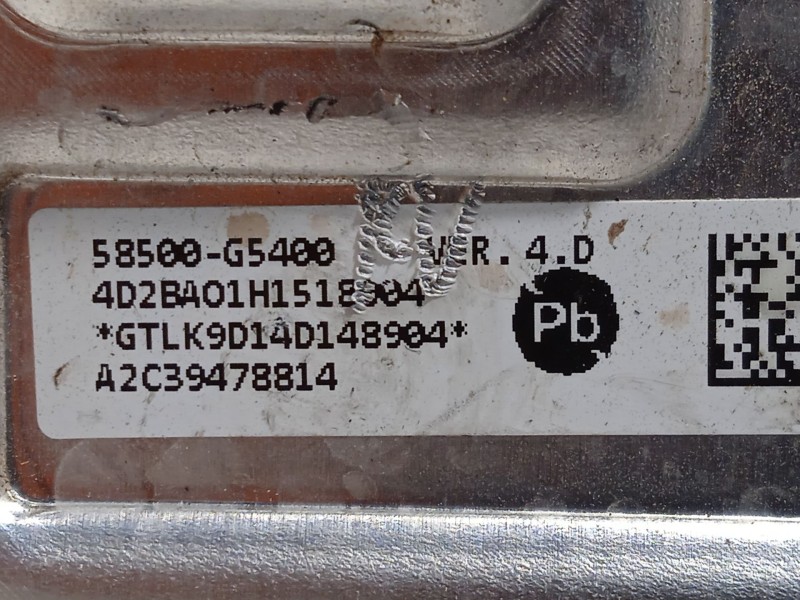 58500-G5400 VER. 4.D
4D2BA01H1518904
*GTLK9D14D148904*
A2C39478814
Pb